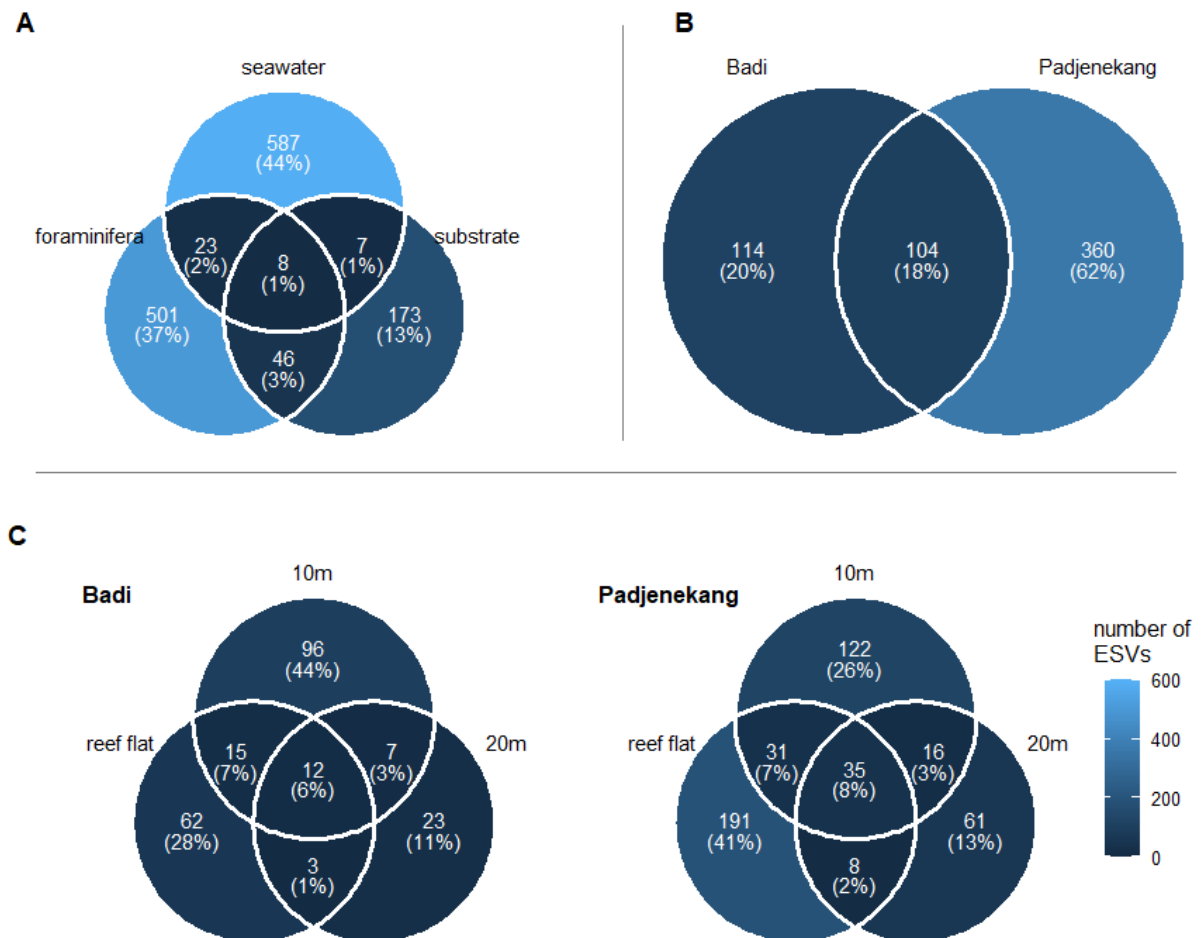 A
seawater
587
(44%)
foraminifera
23
(2%)
8
(1%)
7
(1%)
substrate
501
(37%)
173
(13%)
46
(3%)
B
Badi
Padjenekang
114
(20%)
104
(18%)
360
(62%)
C
Badi
10m
96
(44%)
reef flat
15
(7%)
12
(6%)
7
(3%)
20m
62
(28%)
23
(11%)
3
(1%)
Padjenekang
10m
122
(26%)
reef flat
31
(7%)
35
(8%)
16
(3%)
20m
191
(41%)
61
(13%)
8
(2%)
number of
ESVs
600
400
200
0